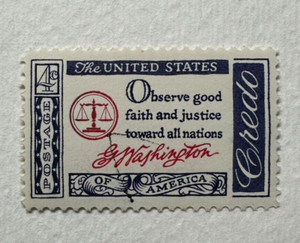 The UNITED STATES
4¢
POSTAGE
Observe good
faith and justice
toward all nations
G Washington
OF AMERICA
Credo